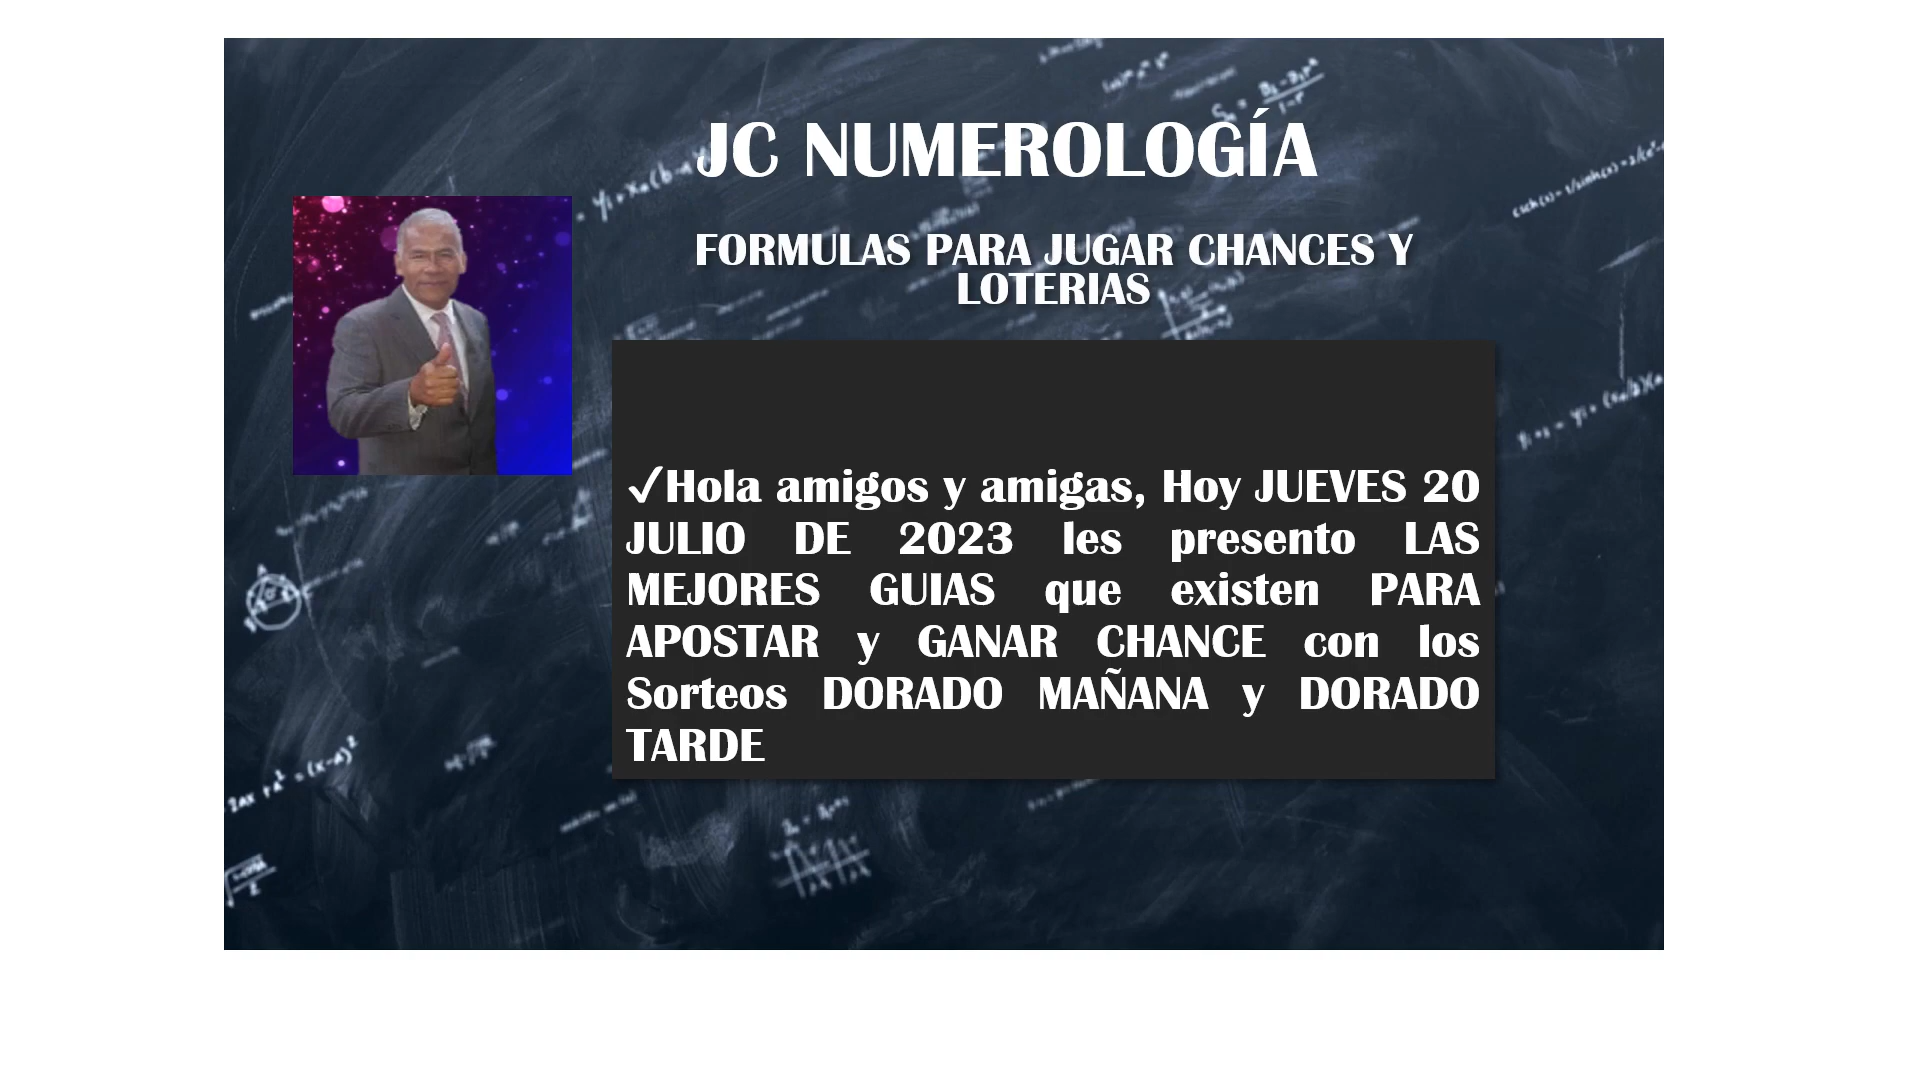 JC NUMEROLOGÍA
FORMULAS PARA JUGAR CHANCES Y
LOTERIAS
✓Hola amigos y amigas, Hoy JUEVES 20
JULIO DE 2023 les presento LAS
MEJORES GUIAS que existen PARA
APOSTAR y GANAR CHANCE con los
Sorteos DORADO MAÑANA y DORADO
TARDE